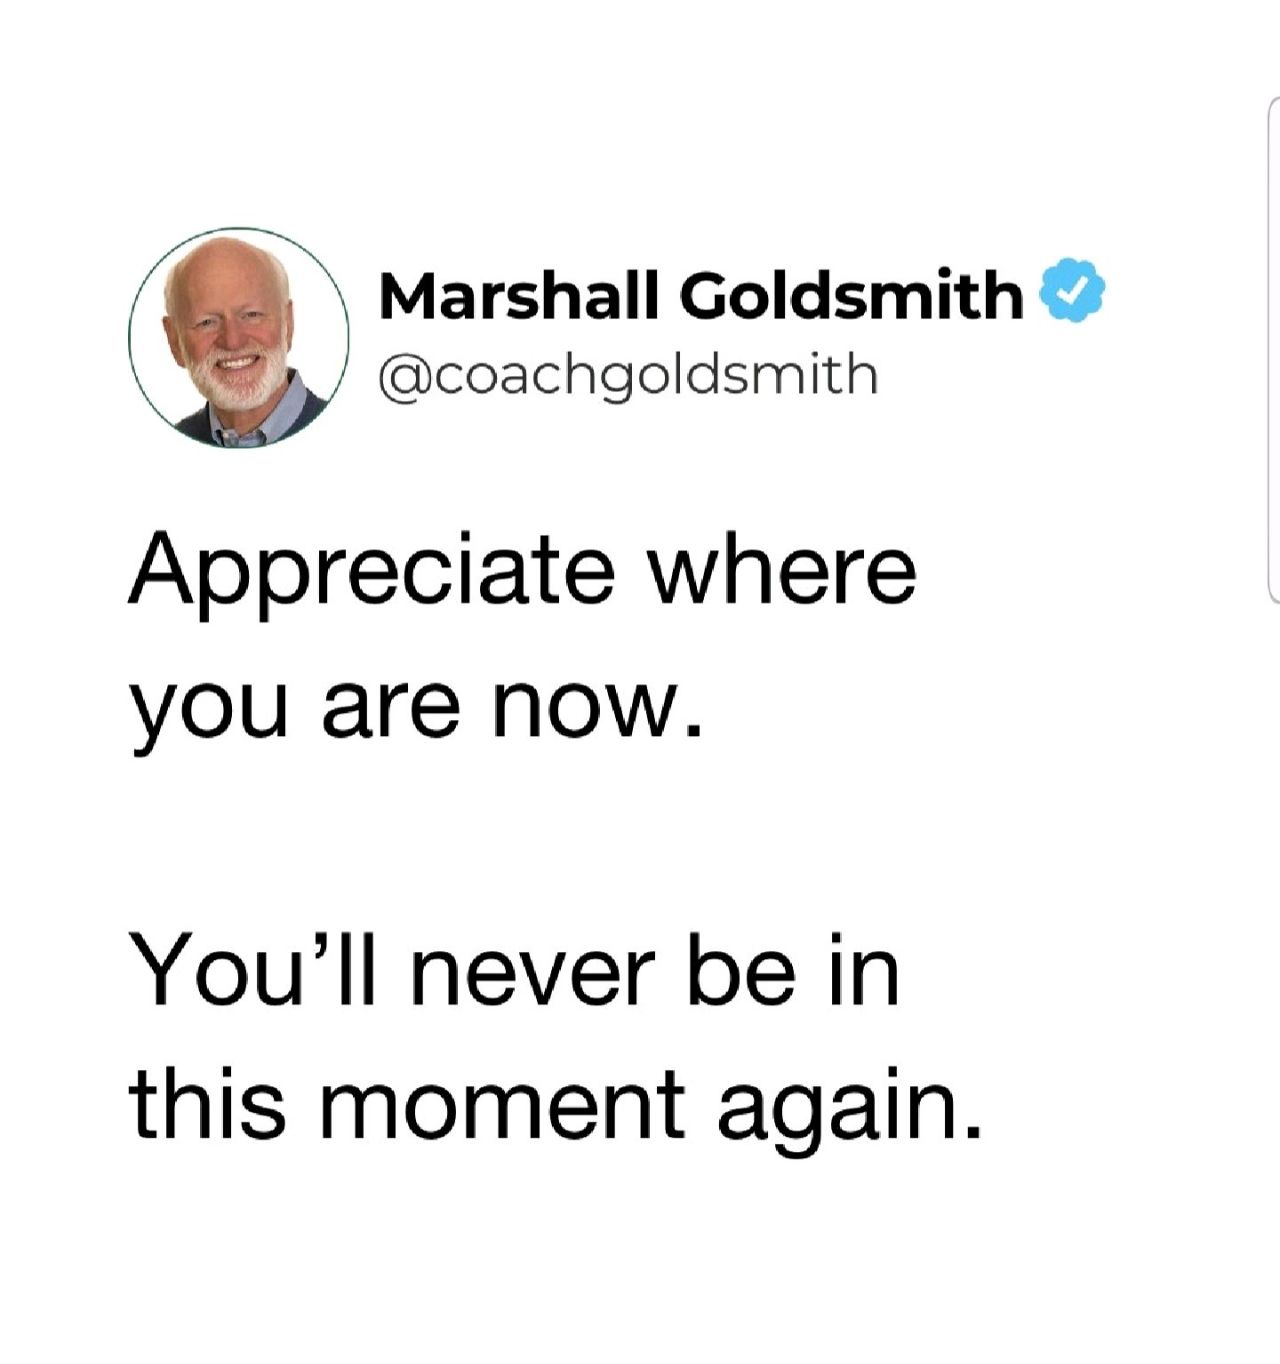 Marshall Goldsmith
@coachgoldsmith
Appreciate where
you are now.
You’ll never be in
this moment again.